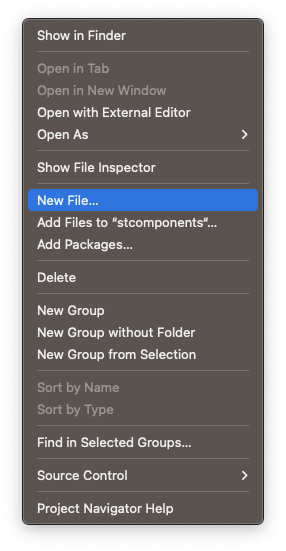 Show in Finder
Open in Tab
Open in New Window
Open with External Editor
Open As
Show File Inspector
New File...
Add Files to “stcomponents“...
Add Packages...
Delete
New Group
New Group without Folder
New Group from Selection
Sort by Name
Sort by Type
Find in Selected Groups...
Source Control
Project Navigator Help